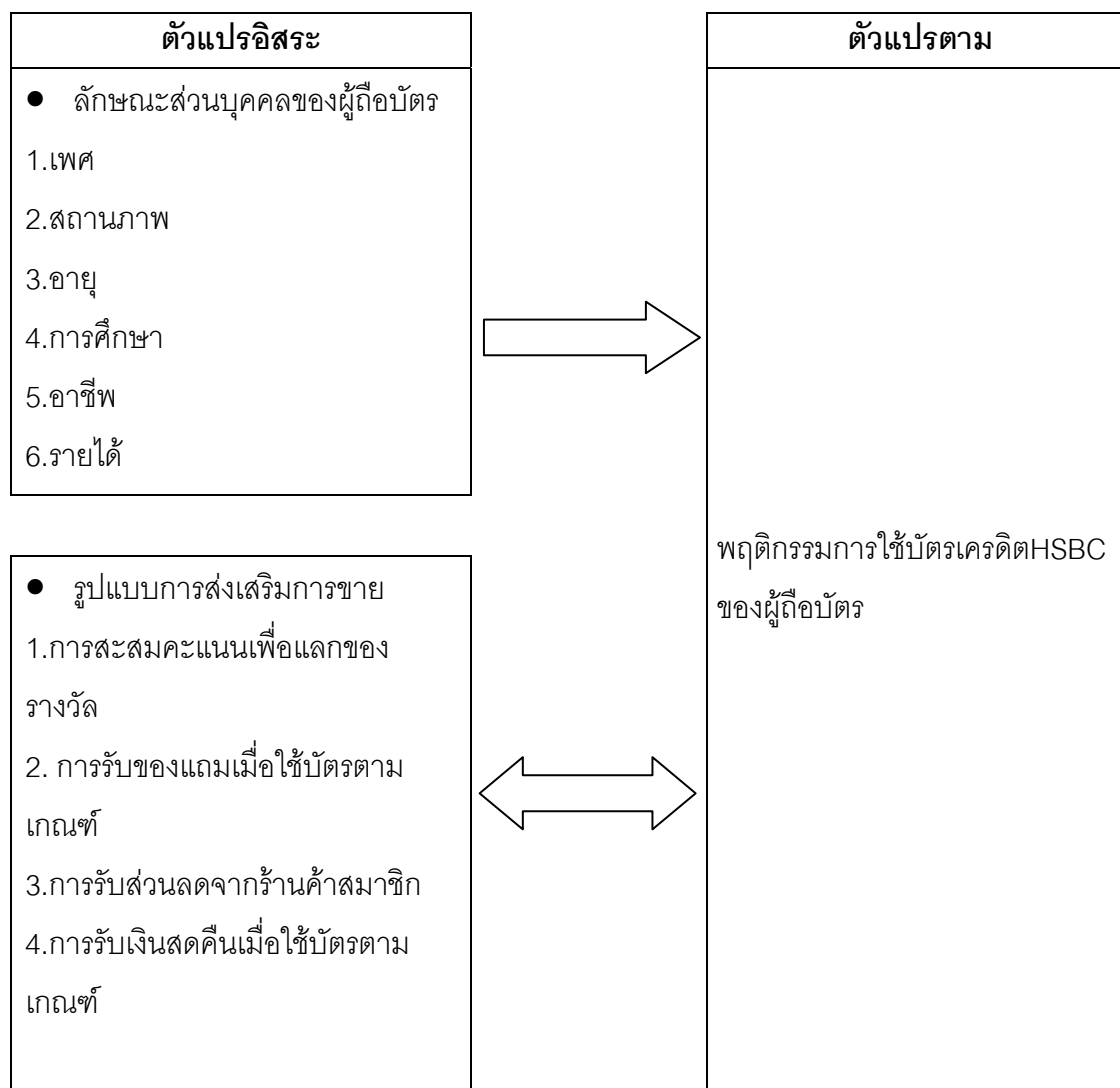 ตัวแปรอิสระ
● ลักษณะส่วนบุคคลของผู้ถือบัตร
1.เพศ
2.สถานภาพ
3.อายุ
4.การศึกษา
5.อาชีพ
6.รายได้
● รูปแบบการส่งเสริมการขาย
1.การสะสมคะแนนเพื่อแลกของ
รางวัล
2. การรับของแถมเมื่อใช้บัตรตาม
เกณฑ์
3.การรับส่วนลดจากร้านค้าสมาชิก
4.การรับเงินสดคืนเมื่อใช้บัตรตาม
เกณฑ์
ตัวแปรตาม
พฤติกรรมการใช้บัตรเครดิตHSBC
ของผู้ถือบัตร